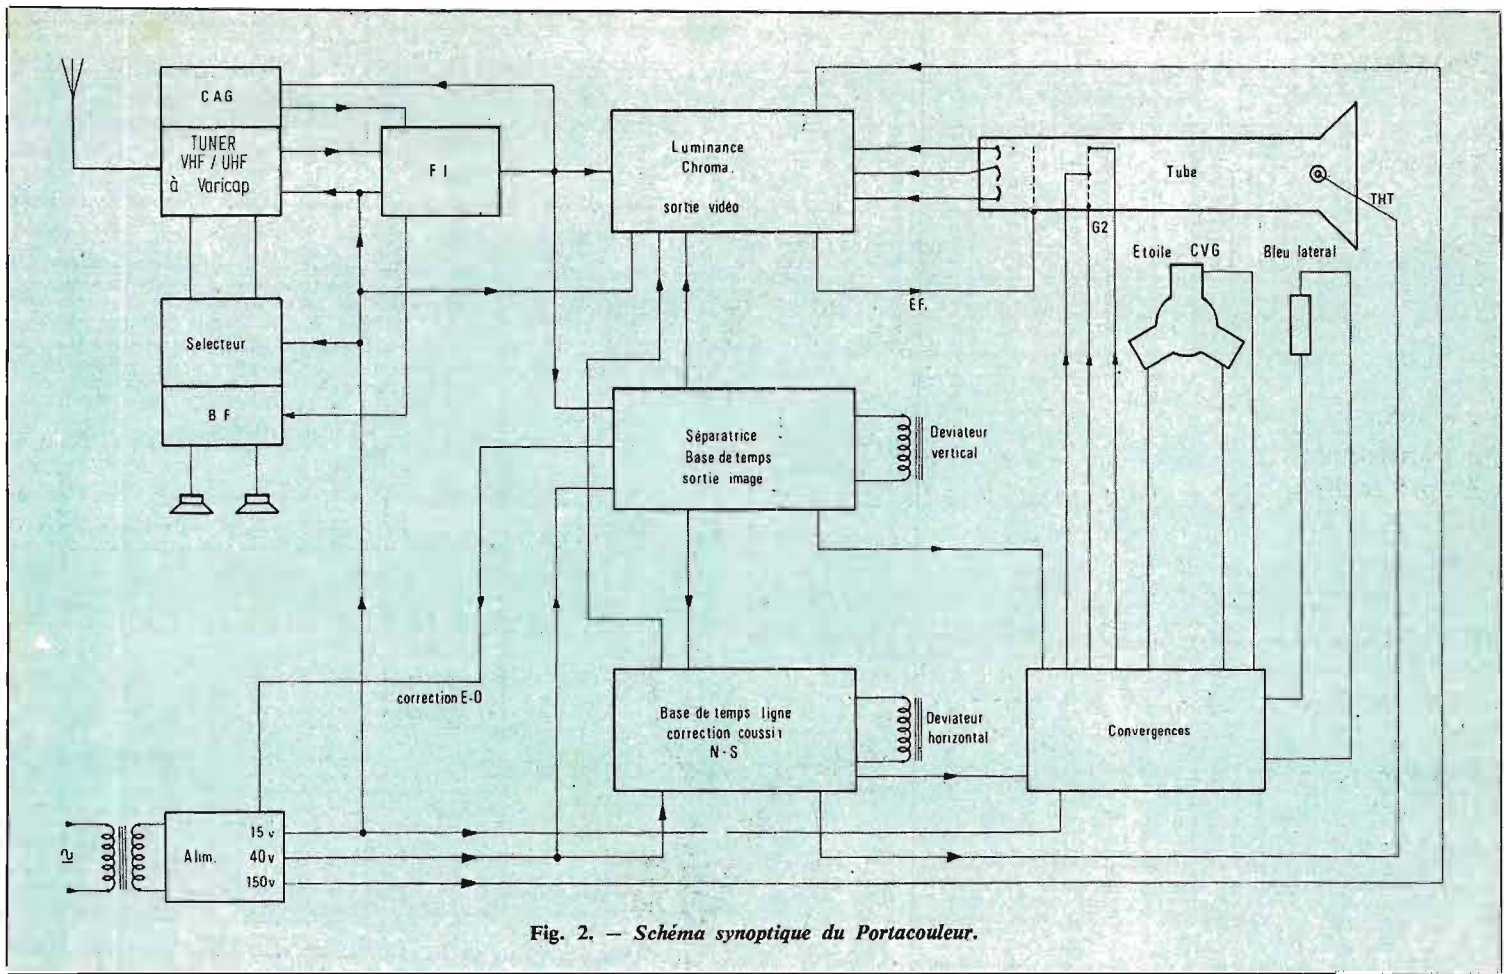 CAG
TUNER
VHF / UHF
à Varicap
F I
Luminance
Chroma.
sortie vidéo
Tube
THT
G2
Etoile CVG
Bleu lateral
EF.
Selecteur
B F
Séparatrice
Base de temps
sortie image
Deviateur
vertical
correction E-O
Base de temps ligne
correction coussin
N - S
Deviateur
horizontal
Convergences
Alim.
15 v
40 v
150v
~
Fig. 2. — Schéma synoptique du Portacouleur.